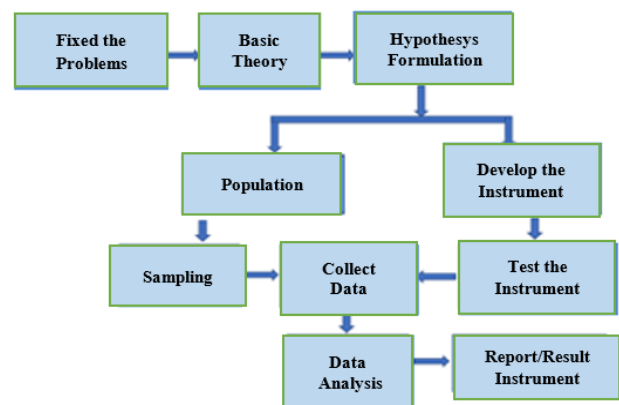 Fixed the
Problems
Basic
Theory
Hypothesys
Formulation
Population
Develop the
Instrument
Sampling
Collect
Data
Test the
Instrument
Data
Analysis
Report/Result
Instrument